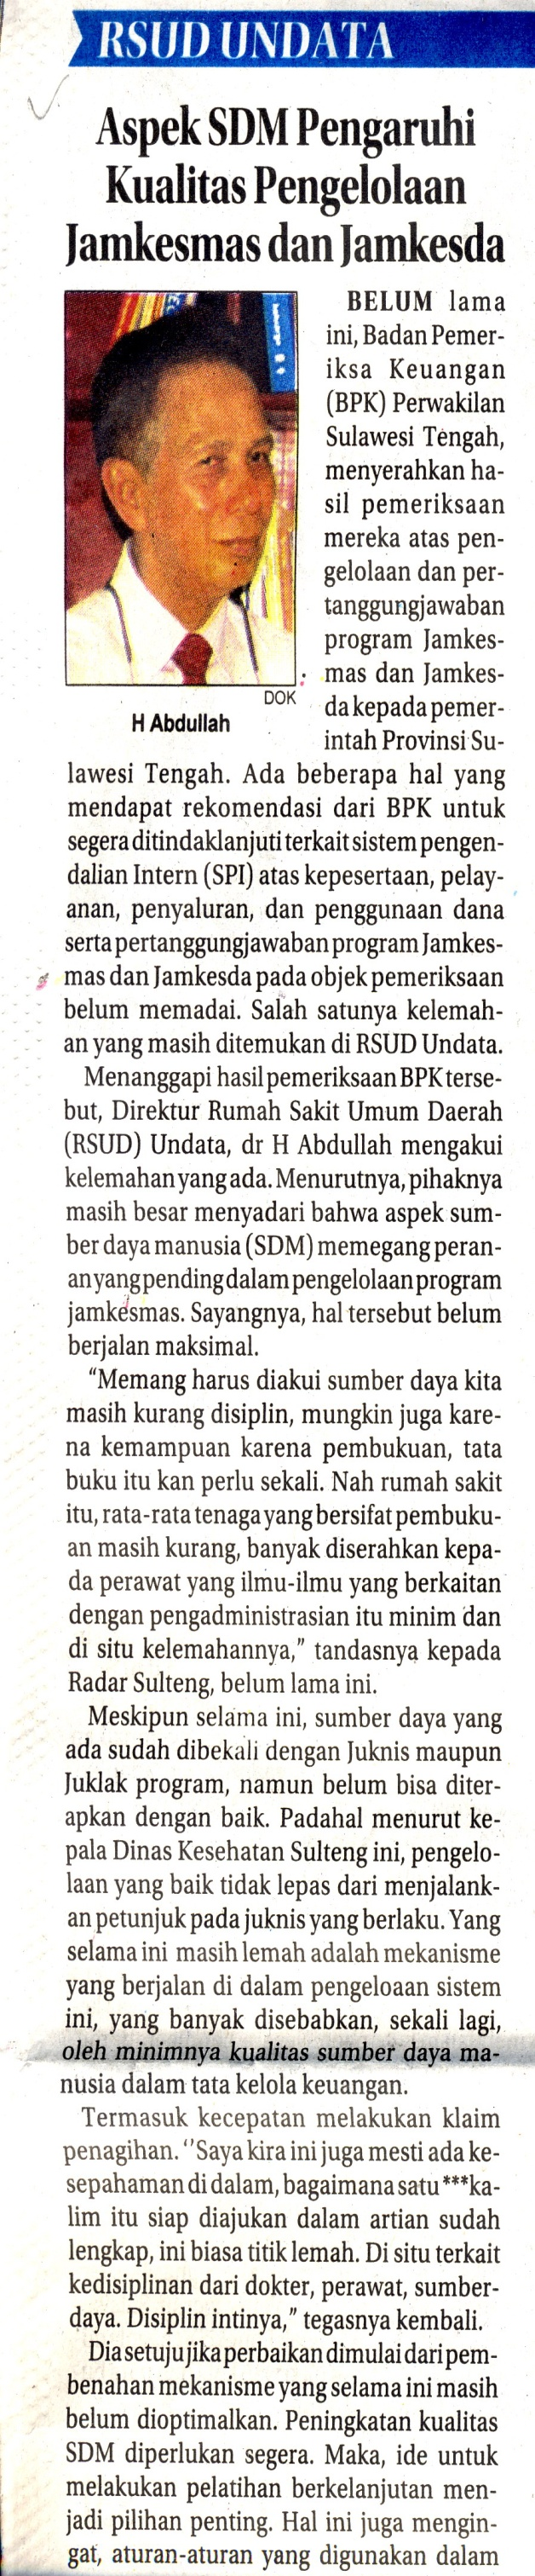 RSUD UNDATA
Aspek SDM Pengaruhi
Kualitas Pengelolaan
Jamkesmas dan Jamkesda
BELUM lama
ini, Badan Pemer-
iksa Keuangan
(BPK) Perwakilan
Sulawesi Tengah,
menyerahkan ha-
sil pemeriksaan
mereka atas pen-
gelolaan dan per-
tanggungjawaban
program Jamkes-
mas dan Jamkes-
da kepada pemer-
intah Provinsi Su-
DOK
H Abdullah
lawesi Tengah. Ada beberapa hal yang
mendapat rekomendasi dari BPK untuk
segera ditindaklanjuti terkait sistem pengen-
dalian Intern (SPI) atas kepesertaan, pelay-
anan, penyaluran, dan penggunaan dana
serta pertanggungjawaban program Jamkes-
mas dan Jamkesda pada objek pemeriksaan
belum memadai. Salah satunya kelemah-
an yang masih ditemukan di RSUD Undata.
Menanggapi hasil pemeriksaan BPK terse-
but, Direktur Rumah Sakit Umum Daerah
(RSUD) Undata, dr H Abdullah mengakui
kelemahan yang ada. Menurutnya, pihaknya
masih besar menyadari bahwa aspek sum-
ber daya manusia (SDM) memegang peran-
an yang pending dalam pengelolaan program
jamkesmas. Sayangnya, hal tersebut belum
berjalan maksimal.
“Memang harus diakui sumber daya kita
masih kurang disiplin, mungkin juga kare-
na kemampuan karena pembukuan, tata
buku itu kan perlu sekali. Nah rumah sakit
itu, rata-rata tenaga yang bersifat pembuku-
an masih kurang, banyak diserahkan kepa-
da perawat yang ilmu-ilmu yang berkaitan
dengan pengadministrasian itu minim dan
di situ kelemahannya,” tandasnya kepada
Radar Sulteng, belum lama ini.
Meskipun selama ini, sumber daya yang
ada sudah dibekali dengan Juknis maupun
Juklak program, namun belum bisa diter-
apkan dengan baik. Padahal menurut ke-
pala Dinas Kesehatan Sulteng ini, pengelo-
laan yang baik tidak lepas dari menjalank-
an petunjuk pada juknis yang berlaku. Yang
selama ini masih lemah adalah mekanisme
yang berjalan di dalam pengeloaan sistem
ini, yang banyak disebabkan, sekali lagi,
oleh minimnya kualitas sumber daya ma-
nusia dalam tata kelola keuangan.
Termasuk kecepatan melakukan klaim
penagihan. ‘’Saya kira ini juga mesti ada ke-
sepahaman di dalam, bagaimana satu ***ka-
lim itu siap diajukan dalam artian sudah
lengkap, ini biasa titik lemah. Di situ terkait
kedisiplinan dari dokter, perawat, sumber-
daya. Disiplin intinya,” tegasnya kembali.
Dia setuju jika perbaikan dimulai dari pem-
benahan mekanisme yang selama ini masih
belum dioptimalkan. Peningkatan kualitas
SDM diperlukan segera. Maka, ide untuk
melakukan pelatihan berkelanjutan men-
jadi pilihan penting. Hal ini juga mengin-
gat, aturan-aturan yang digunakan dalam